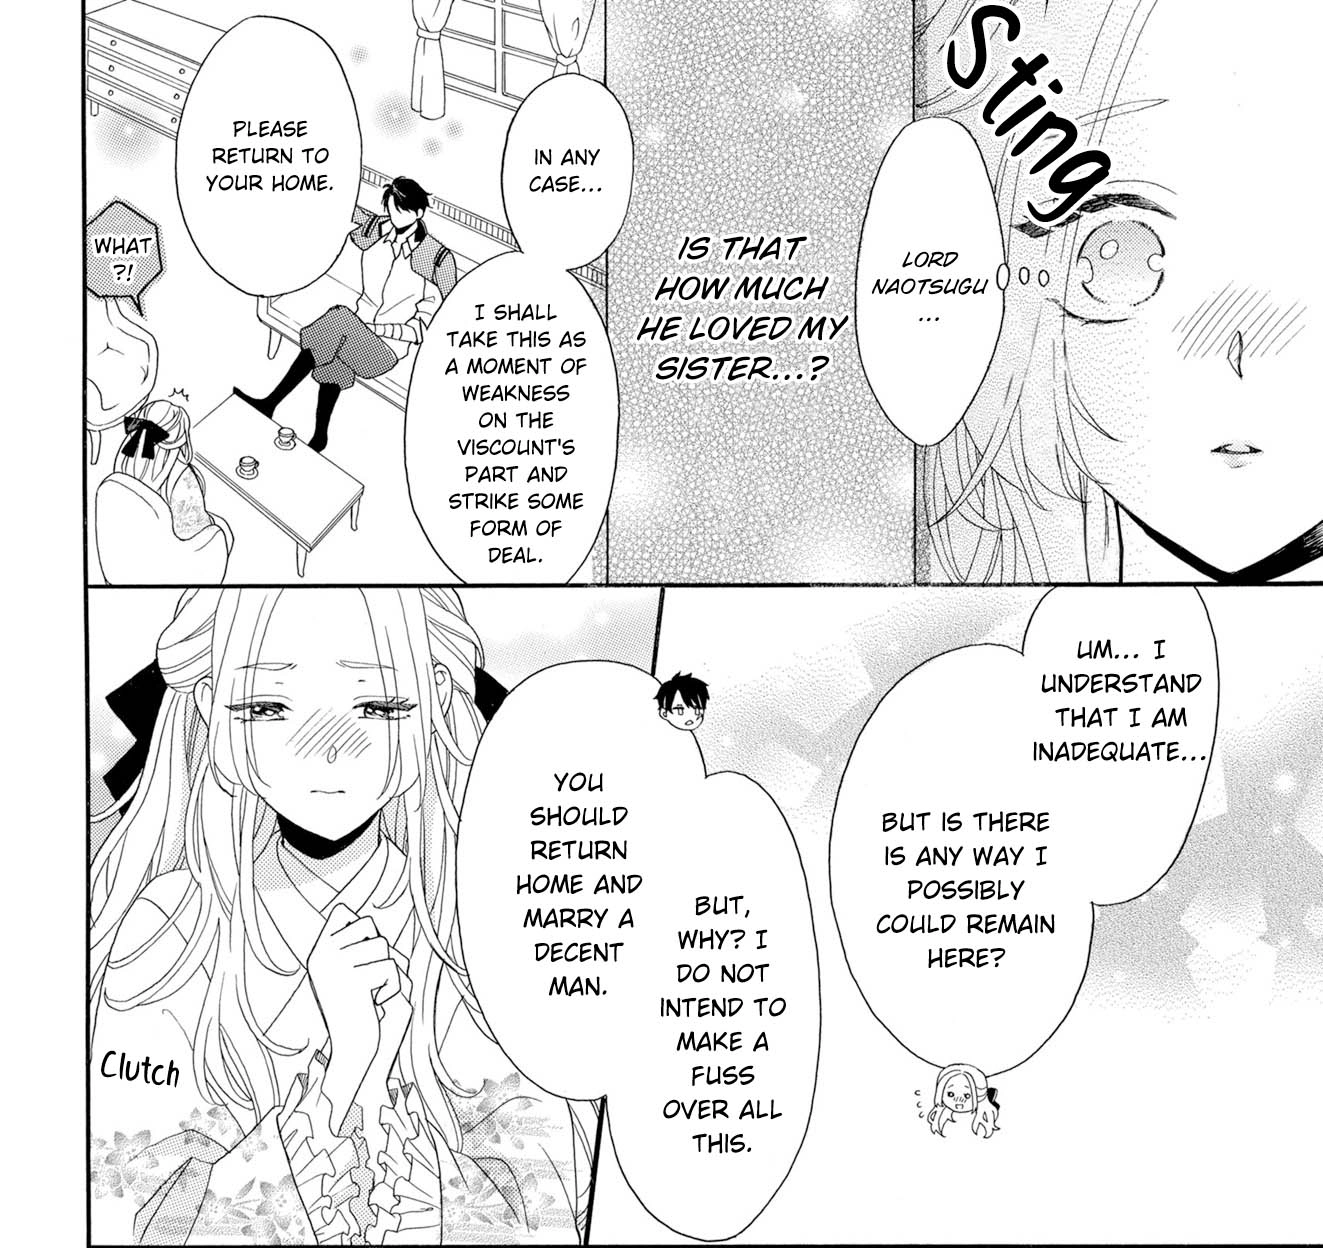 Sting
LORD
NAOTSUGU
...
IS THAT
HOW MUCH
HE LOVED MY
SISTER...?
IN ANY
CASE...
I SHALL
TAKE THIS AS
A MOMENT OF
WEAKNESS
ON THE
VISCOUNT'S
PART AND
STRIKE SOME
FORM OF
DEAL.
PLEASE
RETURN TO
YOUR HOME.
WHAT
?!
UM... I
UNDERSTAND
THAT I AM
INADEQUATE...
BUT IS THERE
IS ANY WAY I
POSSIBLY
COULD REMAIN
HERE?
BUT,
WHY? I
DO NOT
INTEND TO
MAKE A
FUSS
OVER ALL
THIS.
YOU
SHOULD
RETURN
HOME AND
MARRY A
DECENT
MAN.
Clutch